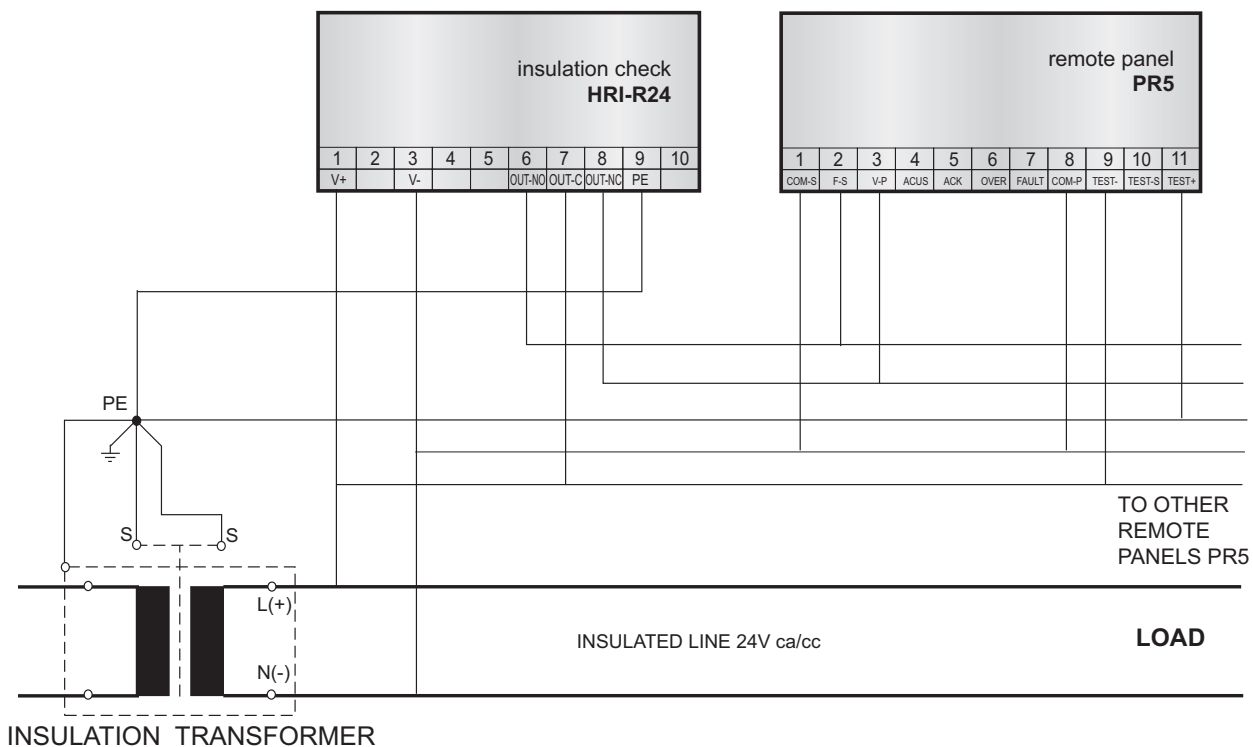 insulation check
HRI-R24
1 2 3 4 5 6 7 8 9 10
V+ V- OUT-NO OUT-C OUT-NC PE
remote panel
PR5
1 2 3 4 5 6 7 8 9 10 11
COM-S F-S V-P ACUS ACK OVER FAULT COM-P TEST- TEST-S TEST+
PE
S S
TO OTHER
REMOTE
PANELS PR5
L(+)
INSULATED LINE 24V ca/cc
LOAD
N(-)
INSULATION TRANSFORMER